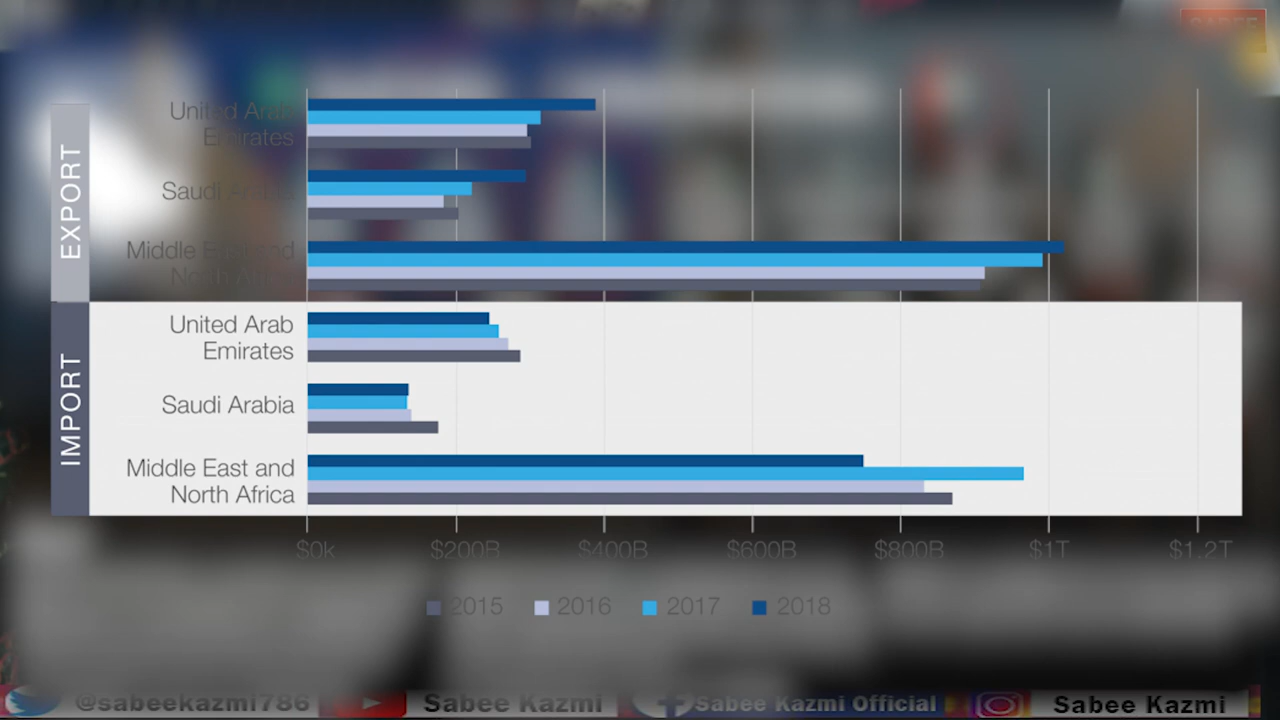 SABEE
EXPORT
United Arab
Emirates
Saudi Arabia
Middle East and
North Africa
IMPORT
United Arab
Emirates
Saudi Arabia
Middle East and
North Africa
$0k $200B $400B $600B $800B $1T $1.2T
2015 2016 2017 2018
@sabeekazmi786 Sabee Kazmi Sabee Kazmi Official Sabee Kazmi